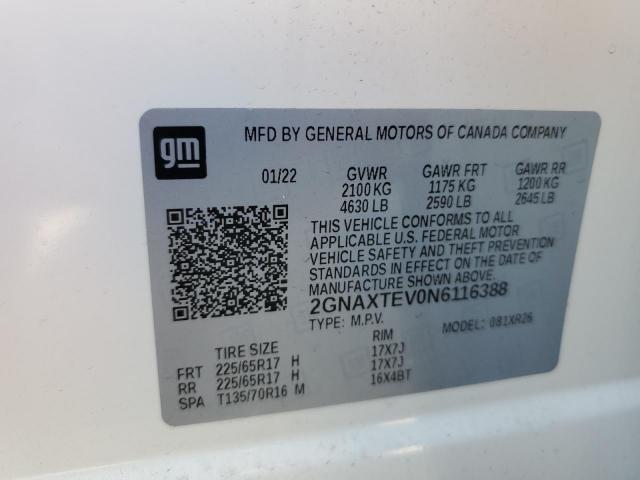 gm
MFD BY GENERAL MOTORS OF CANADA COMPANY
01/22 GVWR GAWR FRT GAWR RR
2100 KG 1175 KG 1200 KG
4630 LB 2590 LB 2645 LB
THIS VEHICLE CONFORMS TO ALL
APPLICABLE U.S. FEDERAL MOTOR
VEHICLE SAFETY AND THEFT PREVENTION
STANDARDS IN EFFECT ON THE DATE OF
MANUFACTURE SHOWN ABOVE.
2GNAXTEV0N6116388
TYPE: M.P.V. MODEL: 081XR26
TIRE SIZE RIM
FRT 225/65R17 H 17X7J
RR 225/65R17 H 17X7J
SPA T135/70R16 M 16X4BT